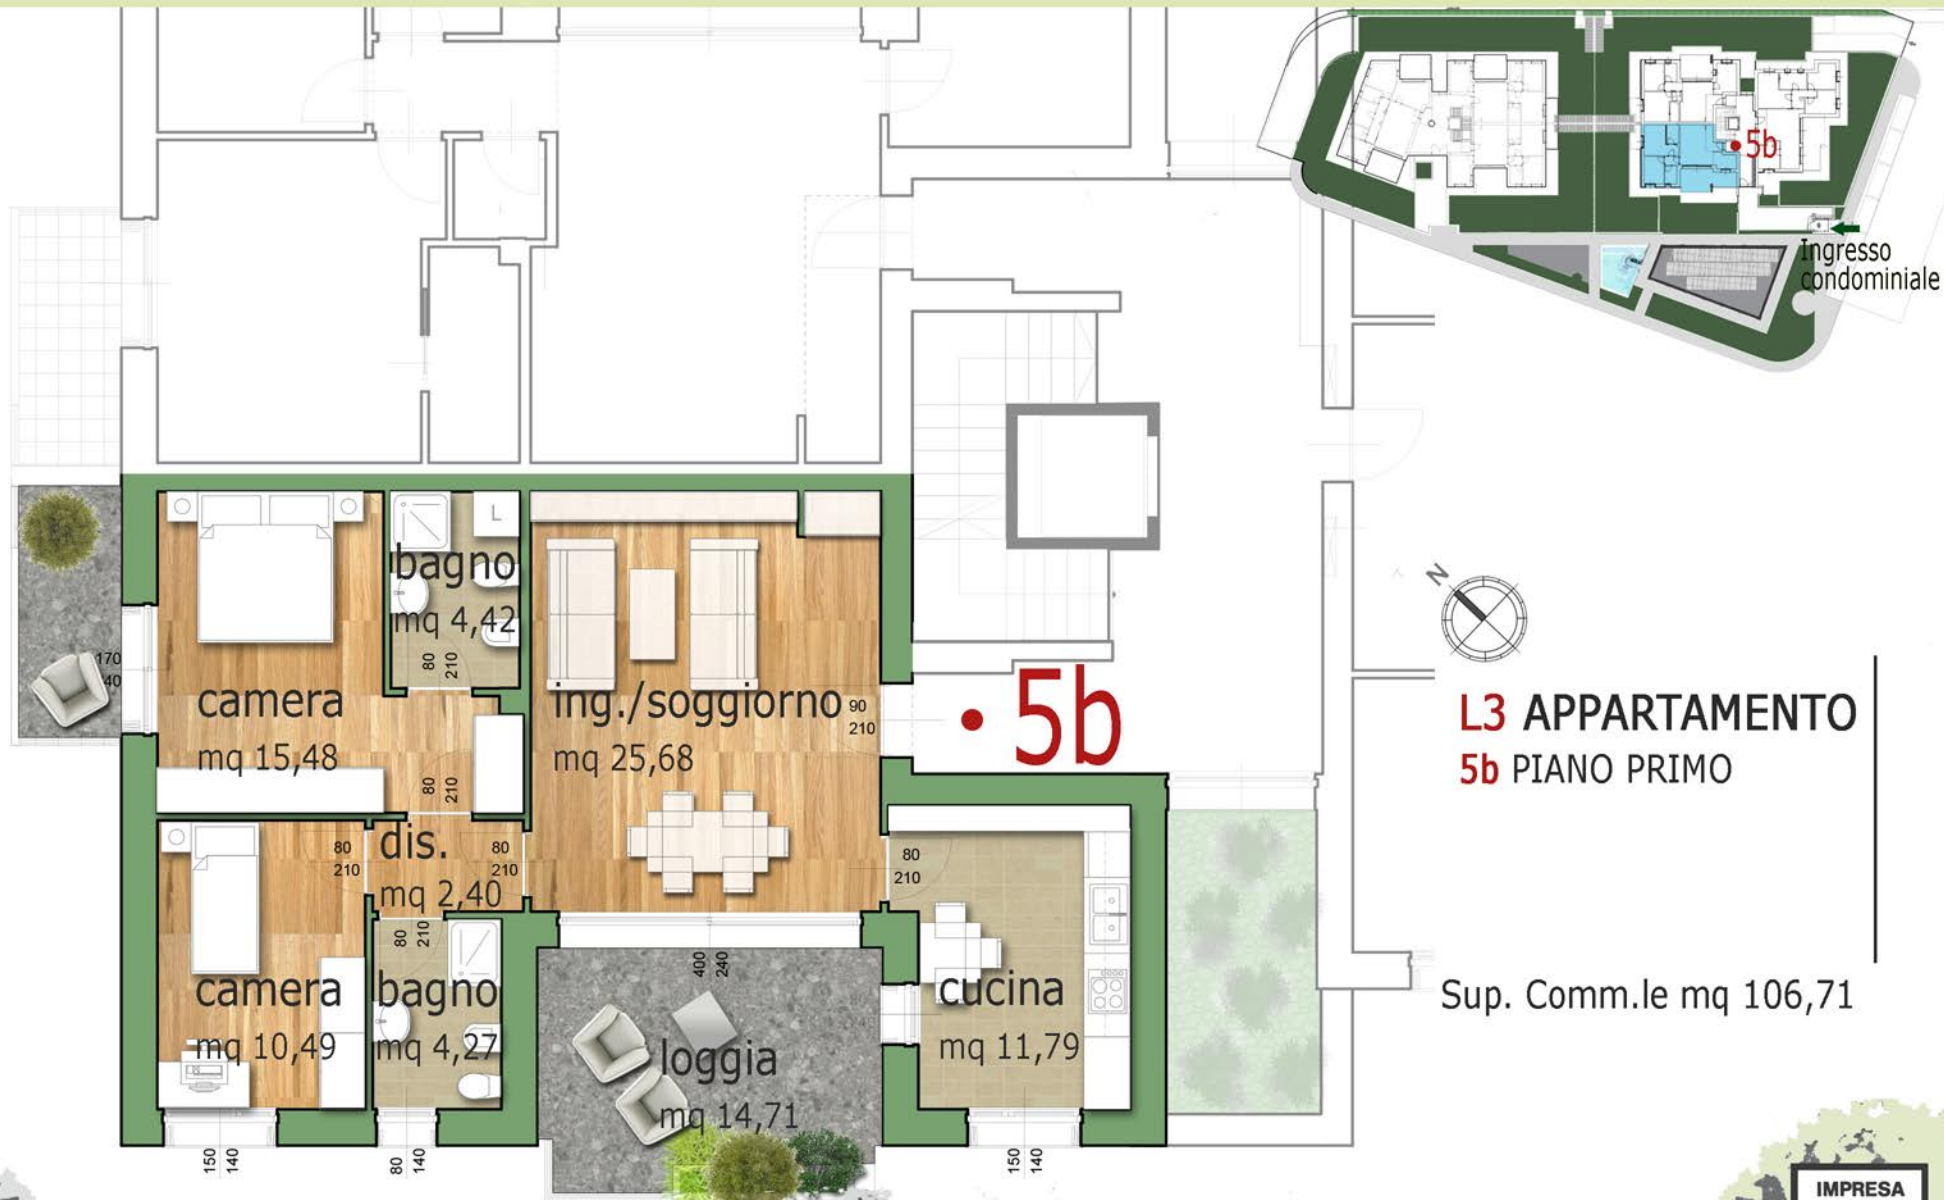 5b
Ingresso
condominiale
N
L3 APPARTAMENTO
5b PIANO PRIMO
Sup. Comm.le mq 106,71
• 5b
L
bagno
mq 4,42
80
210
camera
mq 15,48
170
40
80
210
ing./soggiorno
mq 25,68
90
210
dis.
mq 2,40
80
210
80
210
80
210
camera
mq 10,49
150
140
bagno
mq 4,27
80
210
80
140
400
240
loggia
mq 14,71
cucina
mq 11,79
150
140
IMPRESA